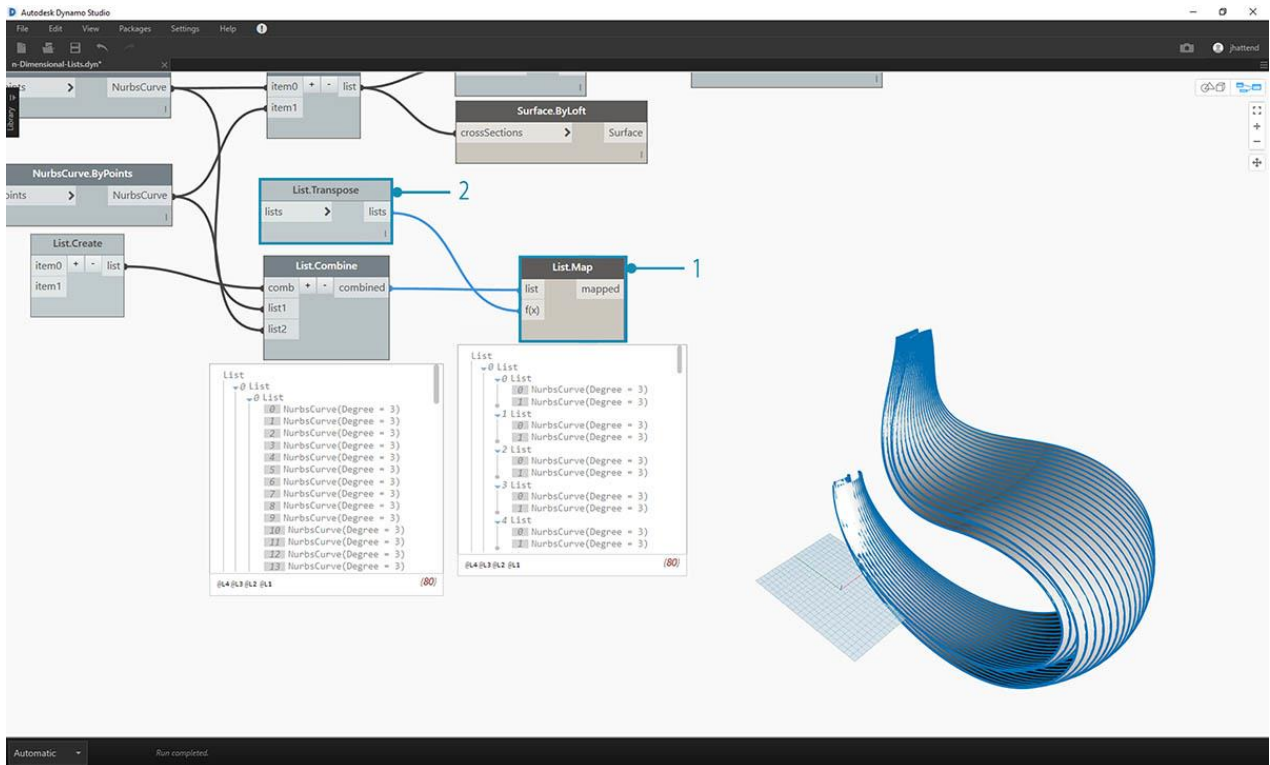 Autodesk Dynamo Studio
File Edit View Packages Settings Help
jhattend
n-Dimensional-Lists.dyn*
Library
NurbsCurve
item0 + - list
item1
Surface.ByLoft
crossSections > Surface
NurbsCurve.ByPoints
oints > NurbsCurve
List.Transpose
lists > lists
2
List.Create
item0 + - list
item1
List.Combine
comb + - combined
list1
list2
List.Map
list mapped
f(x)
1
List
0 List
0 List
0 NurbsCurve(Degree = 3)
1 NurbsCurve(Degree = 3)
2 NurbsCurve(Degree = 3)
3 NurbsCurve(Degree = 3)
4 NurbsCurve(Degree = 3)
5 NurbsCurve(Degree = 3)
6 NurbsCurve(Degree = 3)
7 NurbsCurve(Degree = 3)
8 NurbsCurve(Degree = 3)
9 NurbsCurve(Degree = 3)
10 NurbsCurve(Degree = 3)
11 NurbsCurve(Degree = 3)
12 NurbsCurve(Degree = 3)
13 NurbsCurve(Degree = 3)
@L4 @L3 @L2 @L1 (80)
List
0 List
0 List
0 NurbsCurve(Degree = 3)
1 NurbsCurve(Degree = 3)
1 List
0 NurbsCurve(Degree = 3)
1 NurbsCurve(Degree = 3)
2 List
0 NurbsCurve(Degree = 3)
1 NurbsCurve(Degree = 3)
3 List
0 NurbsCurve(Degree = 3)
1 NurbsCurve(Degree = 3)
4 List
0 NurbsCurve(Degree = 3)
1 NurbsCurve(Degree = 3)
@L4 @L3 @L2 @L1 (80)
Automatic Run completed.